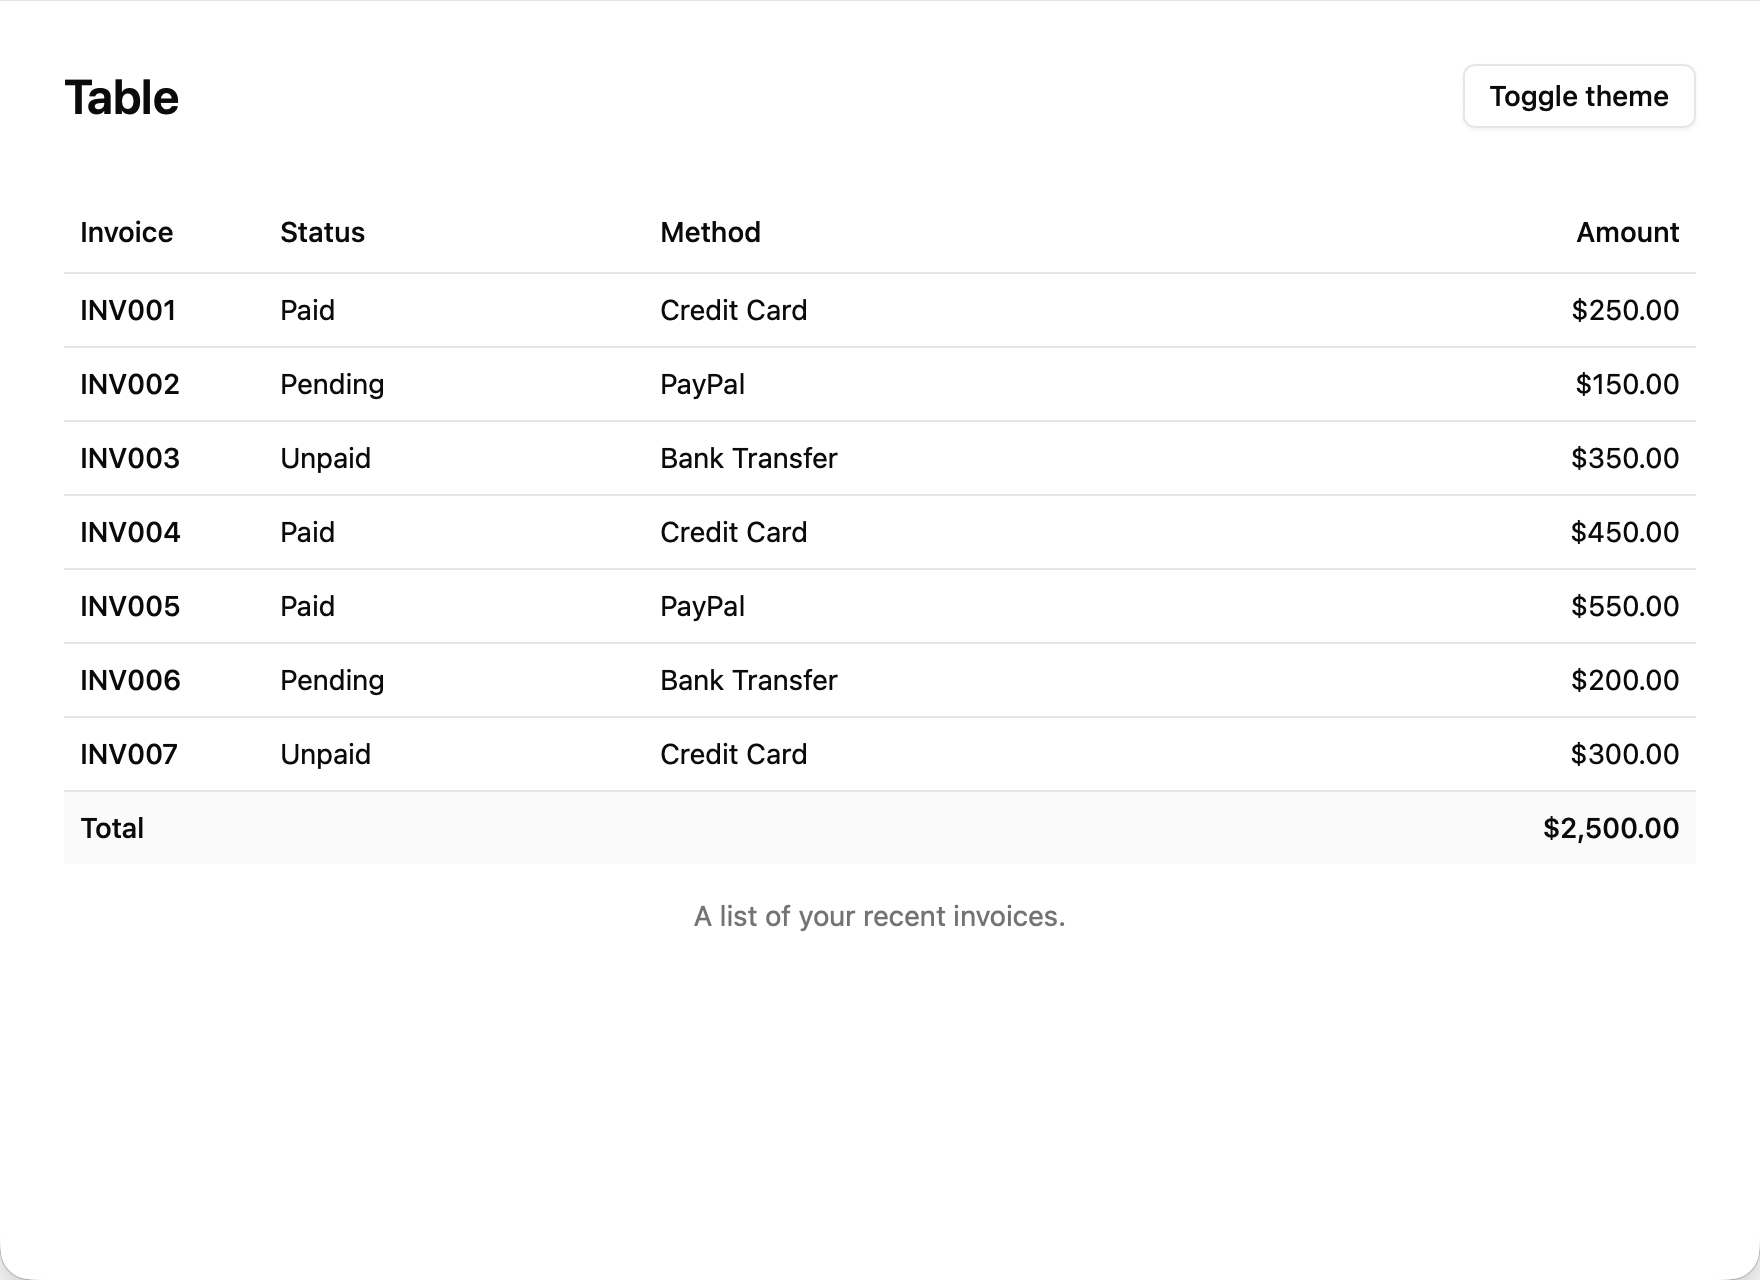 Table
Toggle theme
Invoice Status Method Amount
INV001 Paid Credit Card $250.00
INV002 Pending PayPal $150.00
INV003 Unpaid Bank Transfer $350.00
INV004 Paid Credit Card $450.00
INV005 Paid PayPal $550.00
INV006 Pending Bank Transfer $200.00
INV007 Unpaid Credit Card $300.00
Total $2,500.00
A list of your recent invoices.